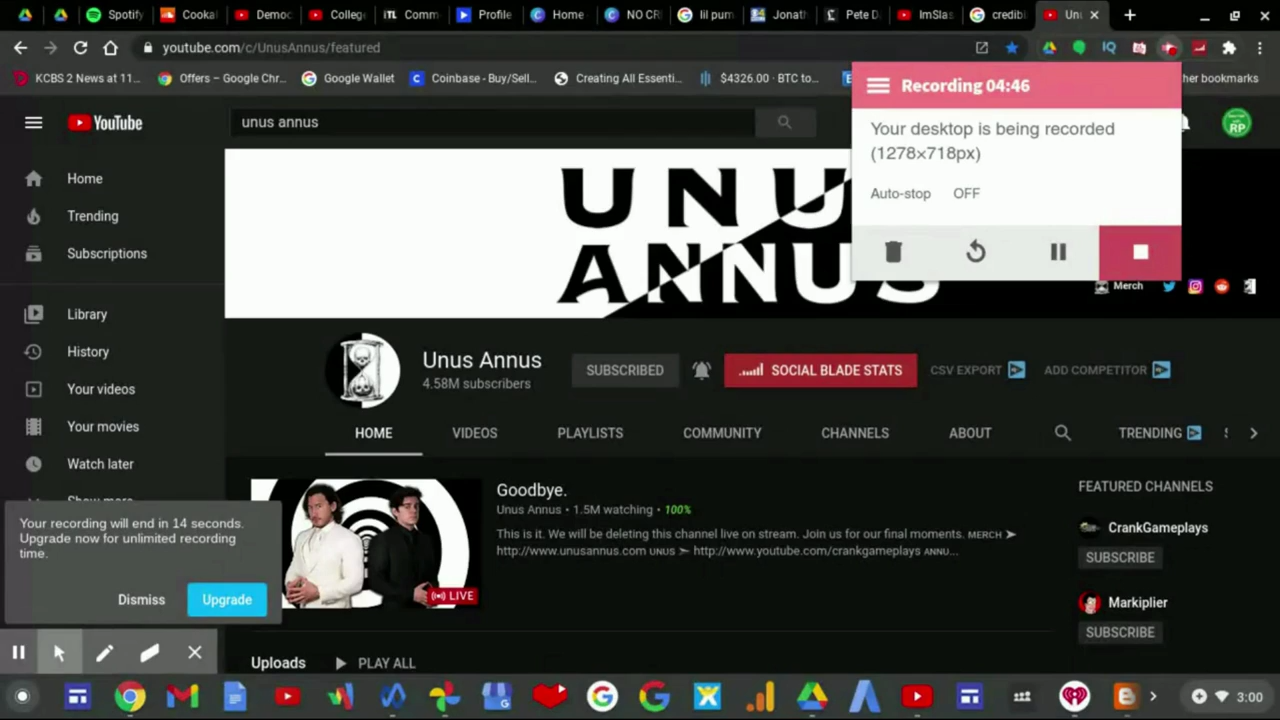 Spotify
Cookal
Democ
College
ITL
Comm
Profile
Home
NO CRI
lil pum
Jonath
L
Pete D
ImSlas
credibl
Unu
youtube.com/c/UnusAnnus/featured
IQ
KCBS 2 News at 11...
Offers – Google Chr...
Google Wallet
Coinbase - Buy/Sell...
Creating All Essenti...
$4326.00 · BTC to...
her bookmarks
Recording 04:46
Your desktop is being recorded
(1278×718px)
Auto-stop OFF
YouTube
unus annus
RP
UNUS
ANNUS
Merch
Home
Trending
Subscriptions
Library
History
Your videos
Your movies
Watch later
Show more
Unus Annus
4.58M subscribers
SUBSCRIBED
SOCIAL BLADE STATS
CSV EXPORT
ADD COMPETITOR
HOME
VIDEOS
PLAYLISTS
COMMUNITY
CHANNELS
ABOUT
TRENDING
Goodbye.
Unus Annus • 1.5M watching • 100%
This is it. We will be deleting this channel live on stream. Join us for our final moments. MERCH ➤
http://www.unusannus.com UNUS ➣ http://www.youtube.com/crankgameplays ANNU...
LIVE
FEATURED CHANNELS
CrankGameplays
SUBSCRIBE
Markiplier
SUBSCRIBE
Your recording will end in 14 seconds.
Upgrade now for unlimited recording
time.
Dismiss
Upgrade
Uploads
PLAY ALL
3:00